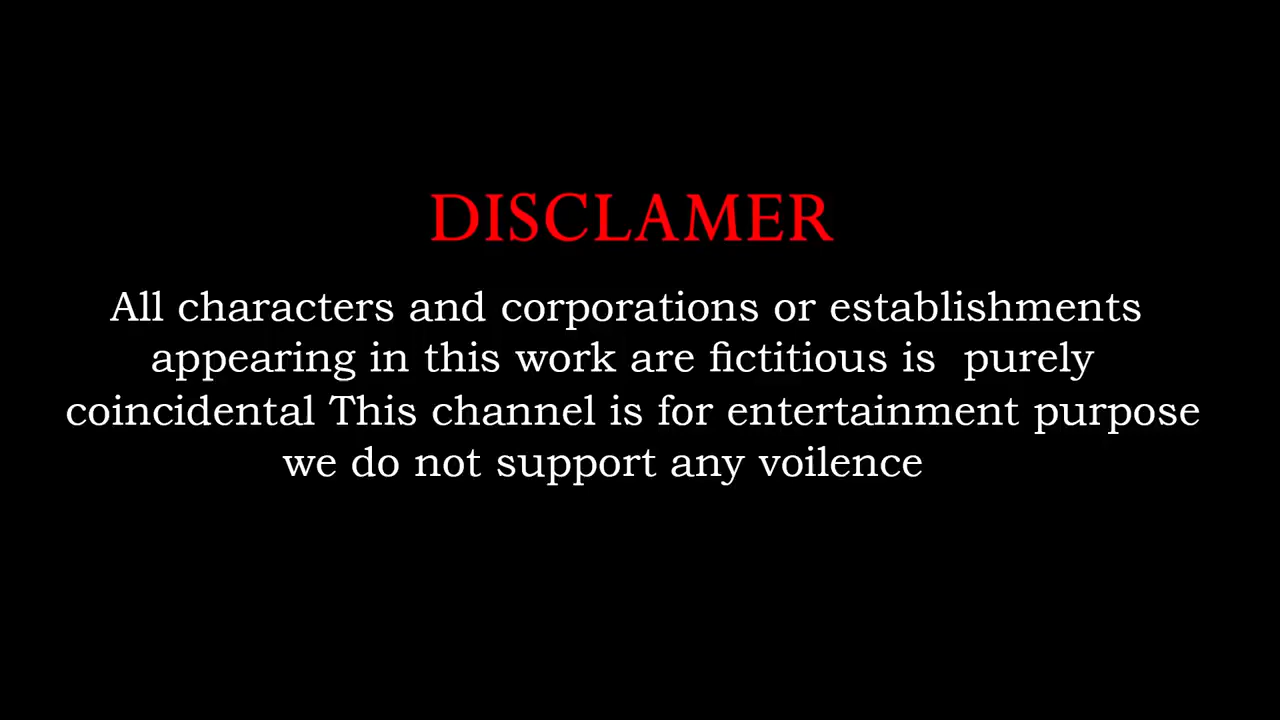 DISCLAMER
All characters and corporations or establishments
appearing in this work are fictitious is  purely
coincidental This channel is for entertainment purpose
we do not support any voilence